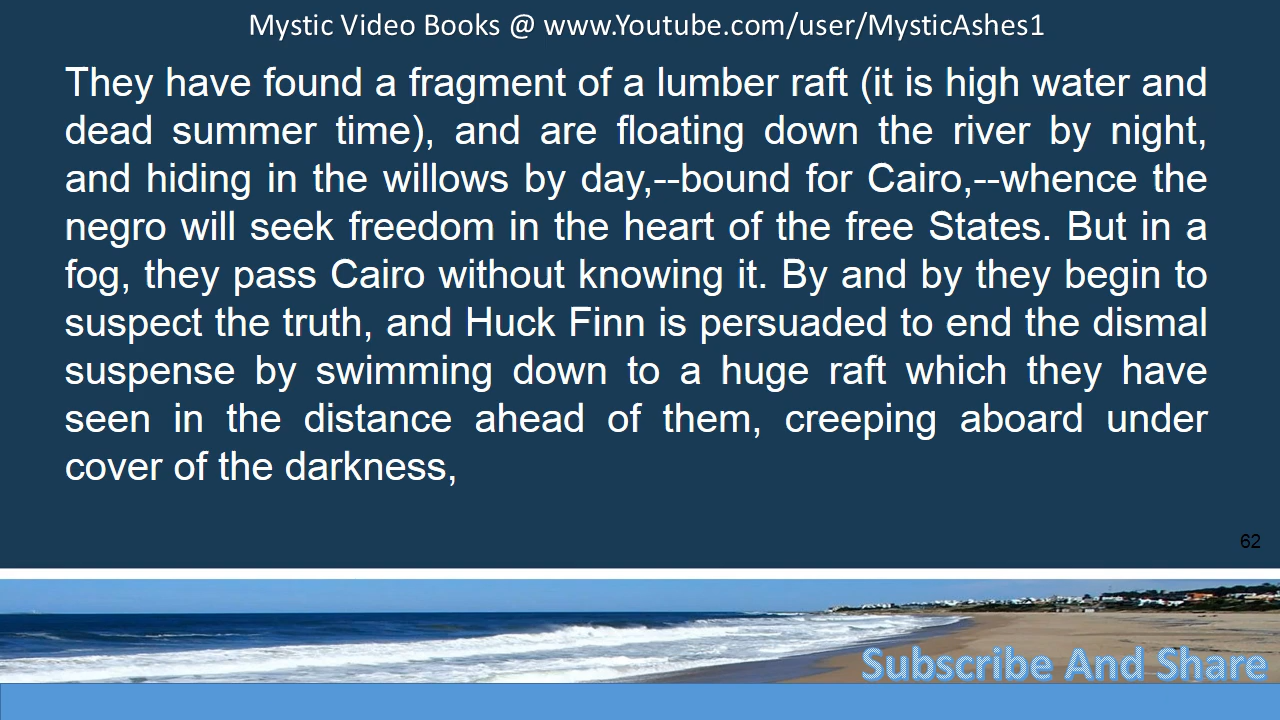 Mystic Video Books @ www.Youtube.com/user/MysticAshes1
They have found a fragment of a lumber raft (it is high water and
dead summer time), and are floating down the river by night,
and hiding in the willows by day,--bound for Cairo,--whence the
negro will seek freedom in the heart of the free States. But in a
fog, they pass Cairo without knowing it. By and by they begin to
suspect the truth, and Huck Finn is persuaded to end the dismal
suspense by swimming down to a huge raft which they have
seen in the distance ahead of them, creeping aboard under
cover of the darkness,
62
Subscribe And Share